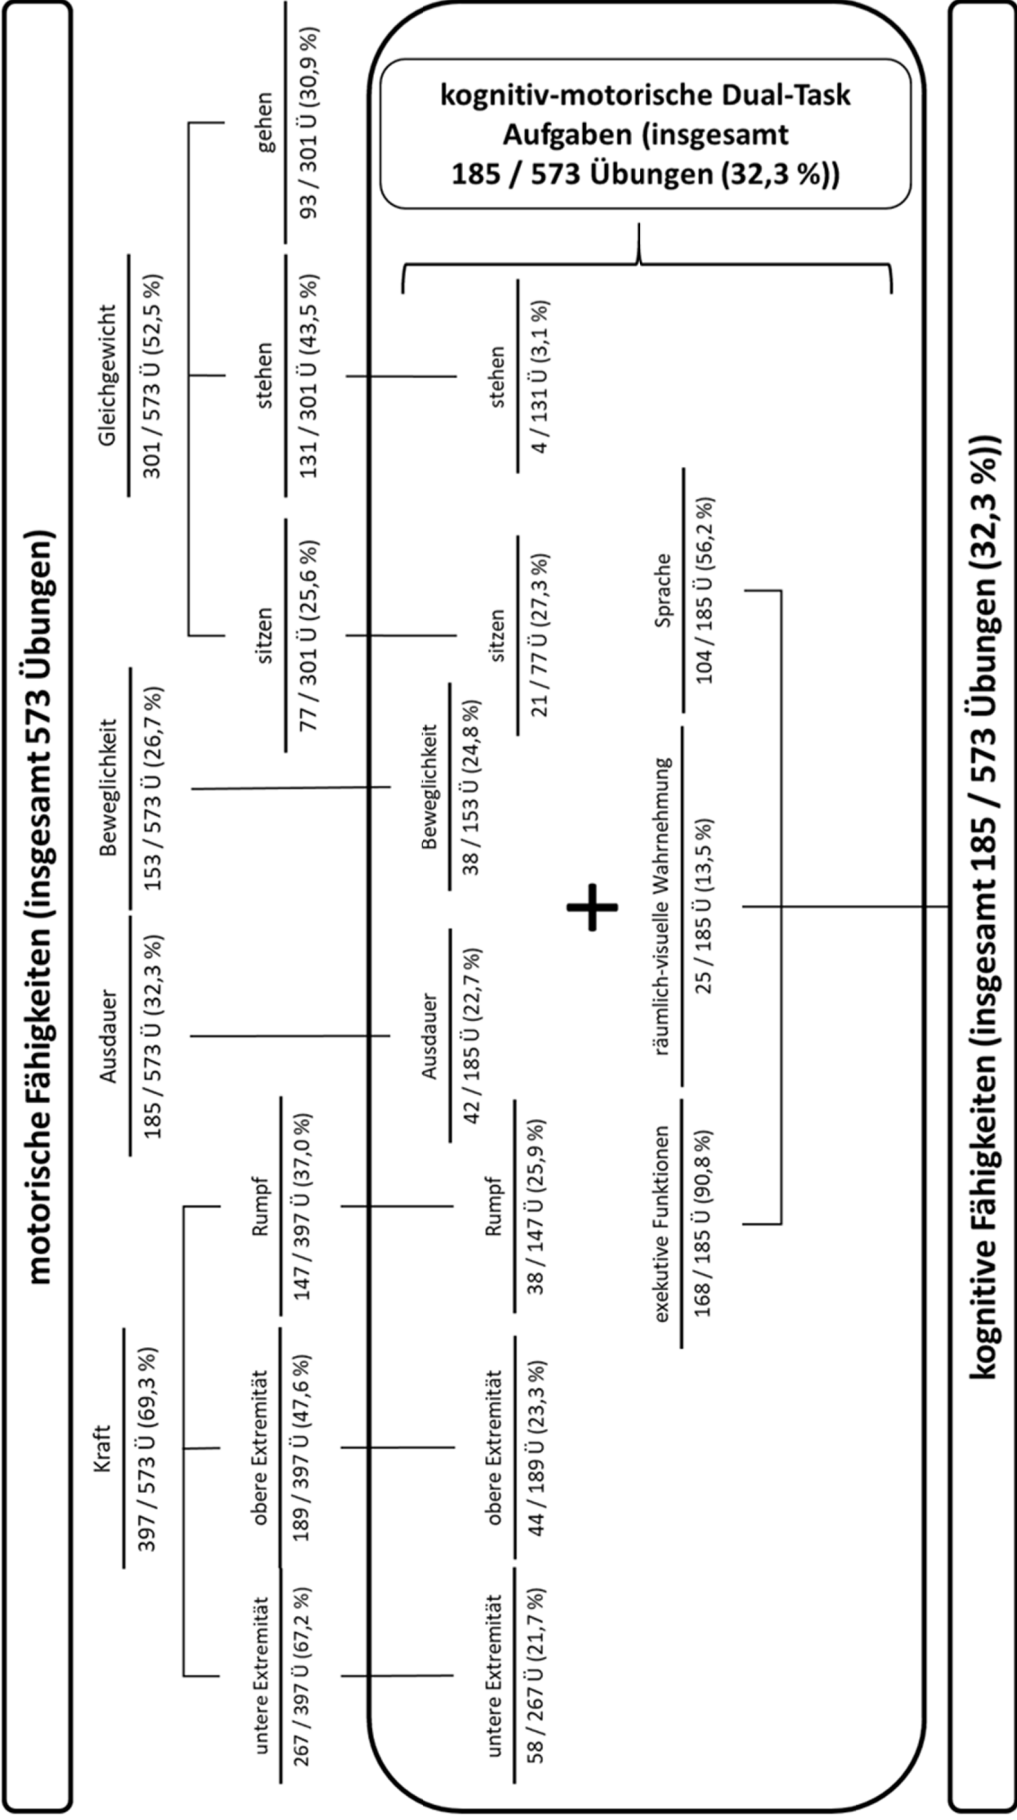 motorische Fähigkeiten (insgesamt 573 Übungen)
Kraft
397 / 573 Ü (69,3 %)
Ausdauer
185 / 573 Ü (32,3 %)
Beweglichkeit
153 / 573 Ü (26,7 %)
Gleichgewicht
301 / 573 Ü (52,5 %)
untere Extremität
267 / 397 Ü (67,2 %)
obere Extremität
189 / 397 Ü (47,6 %)
Rumpf
147 / 397 Ü (37,0 %)
sitzen
77 / 301 Ü (25,6 %)
stehen
131 / 301 Ü (43,5 %)
gehen
93 / 301 Ü (30,9 %)
kognitiv-motorische Dual-Task
Aufgaben (insgesamt
185 / 573 Übungen (32,3 %))
untere Extremität
58 / 267 Ü (21,7 %)
obere Extremität
44 / 189 Ü (23,3 %)
Rumpf
38 / 147 Ü (25,9 %)
Ausdauer
42 / 185 Ü (22,7 %)
Beweglichkeit
38 / 153 Ü (24,8 %)
sitzen
21 / 77 Ü (27,3 %)
stehen
4 / 131 Ü (3,1 %)
+
exekutive Funktionen
168 / 185 Ü (90,8 %)
räumlich-visuelle Wahrnehmung
25 / 185 Ü (13,5 %)
Sprache
104 / 185 Ü (56,2 %)
kognitive Fähigkeiten (insgesamt 185 / 573 Übungen (32,3 %))